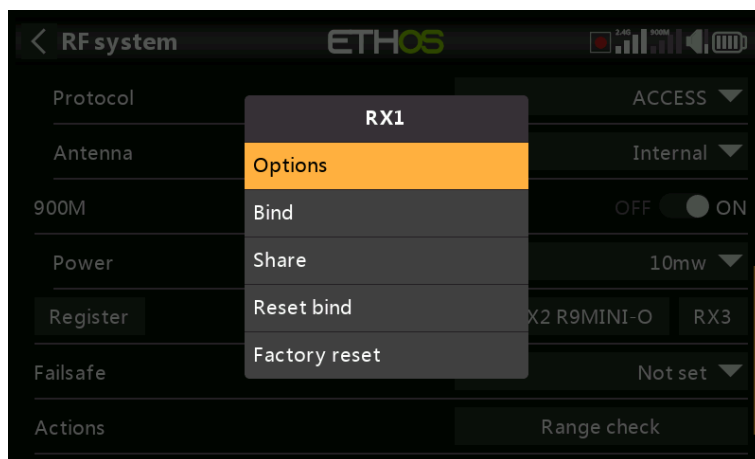 RF system
ETHOS
2.4G
900M
Protocol
ACCESS
RX1
Antenna
Internal
Options
900M
Bind
OFF
ON
Share
Power
10mw
Reset bind
Register
X2 R9MINI-O
RX3
Factory reset
Failsafe
Not set
Actions
Range check